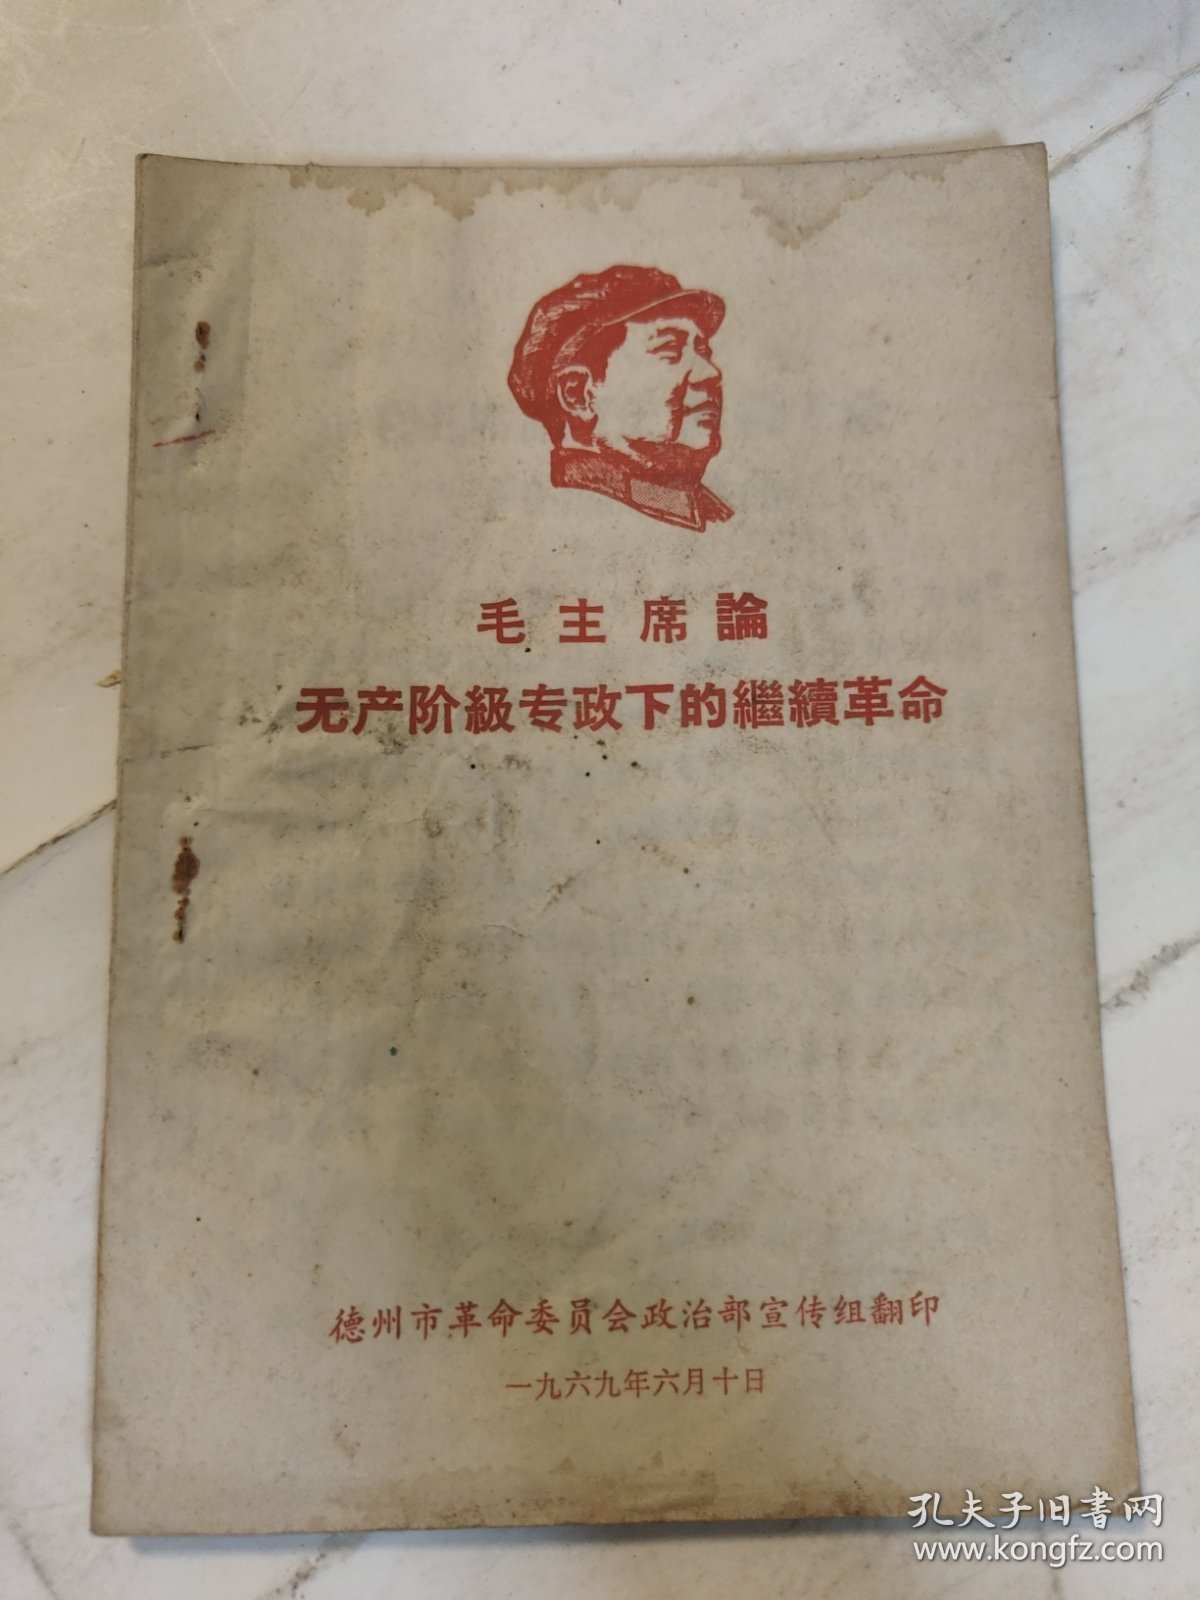 毛主席論
无产阶級专政下的繼續革命
德州市革命委员会政治部宣传组翻印
一九六九年六月十日
孔夫子旧書网
www.kongfz.com